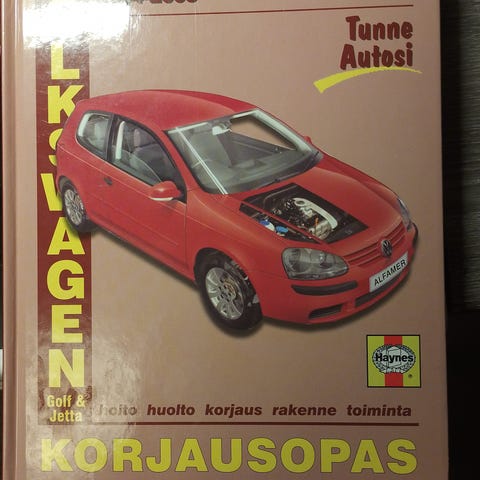 Tunne
Autosi
LKSWAGEN
Golf &
Jetta
ALFAMER
Haynes
hoito huolto korjaus rakenne toiminta
KORJAUSOPAS